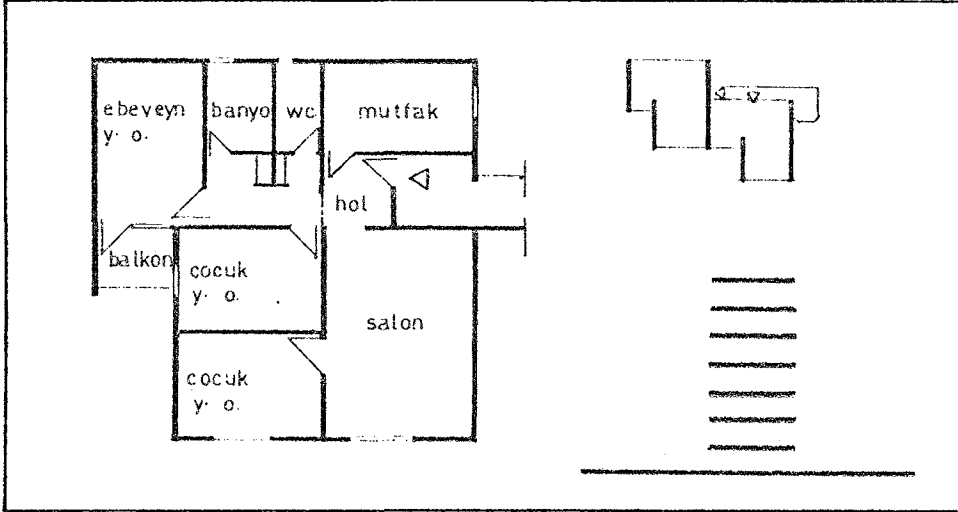 ebeveyn
y. o.
banyo
wc
mutfak
hol
balkon
cocuk
y. o.
salon
cocuk
y. o.